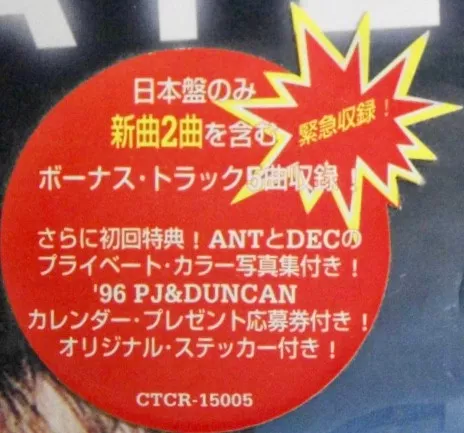 日本盤のみ
新曲2曲を含む、緊急収録！
ボーナス・トラック5曲収録！
さらに初回特典！ANTとDECの
プライベート・カラー写真集付き！
'96 PJ&DUNCAN
カレンダー・プレゼント応募券付き！
オリジナル・ステッカー付き！
CTCR-15005